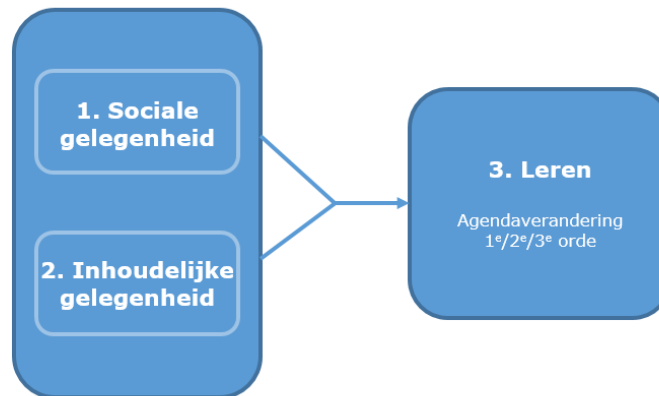 1. Sociale
gelegenheid
2. Inhoudelijke
gelegenheid
3. Leren
Agendaverandering
1ᵉ/2ᵉ/3ᵉ orde